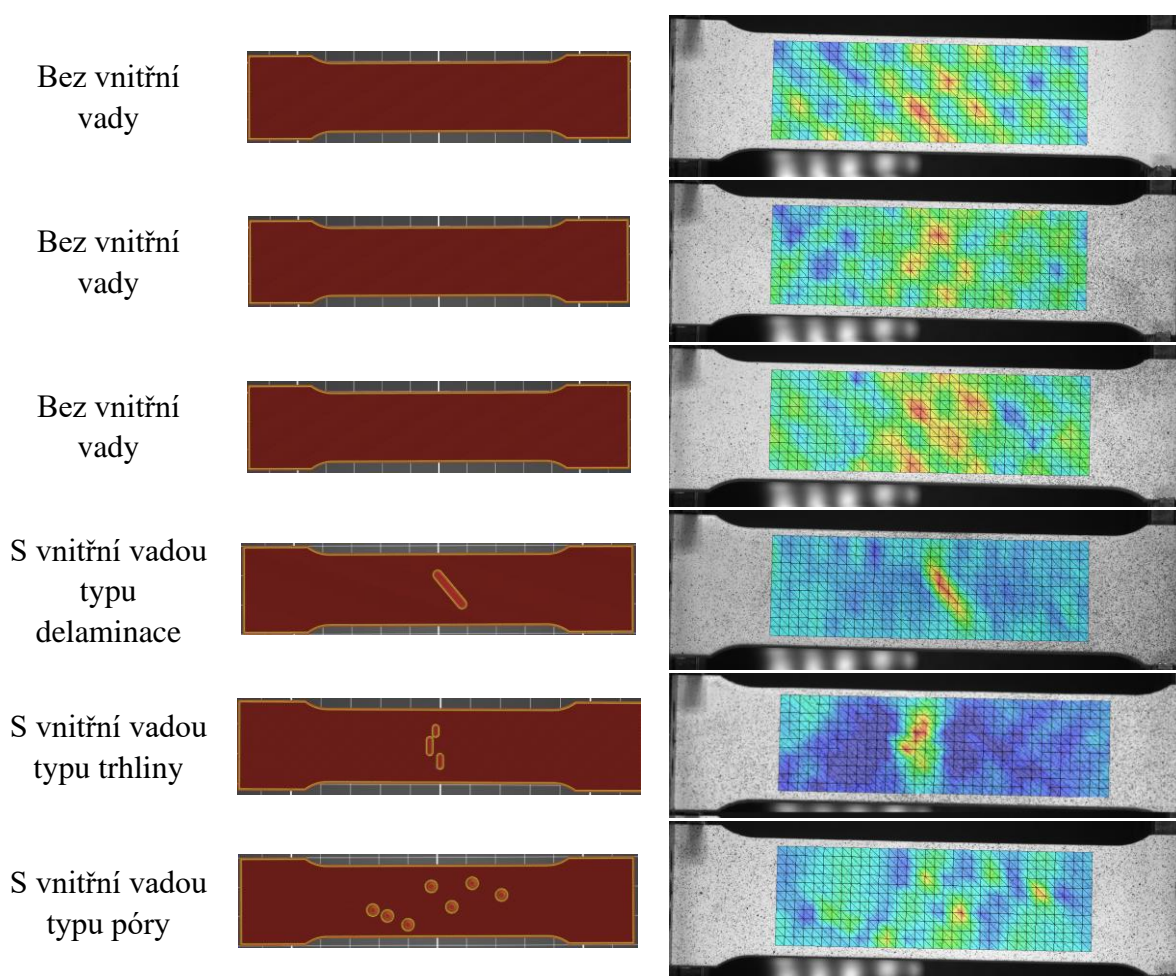 Bez vnitřní
vady
Bez vnitřní
vady
Bez vnitřní
vady
S vnitřní vadou
typu
delaminace
S vnitřní vadou
typu trhliny
S vnitřní vadou
typu póry